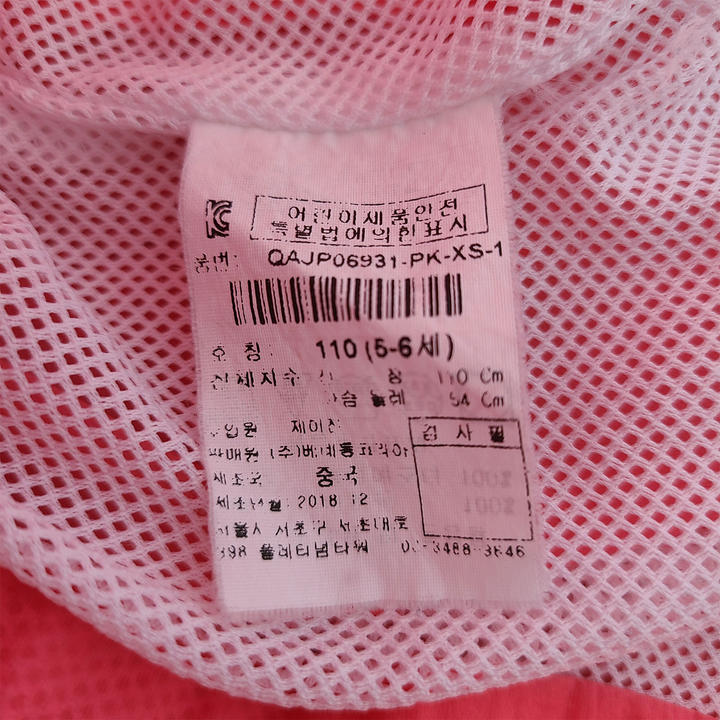 어린이제품안전
특별법에의한표시
품번: QAJP06931-PK-XS-1
호 칭: 110 (5-6세)
신체치수: 신 장 110 Cm
가슴 둘레 54 Cm
수입원 제이
검 사 필
판매원 (주)베네통코리아
제조국 중국
제조년월: 2018.12
서울시 서초구 서초대로
398 플래티넘타워 02-3488-3646